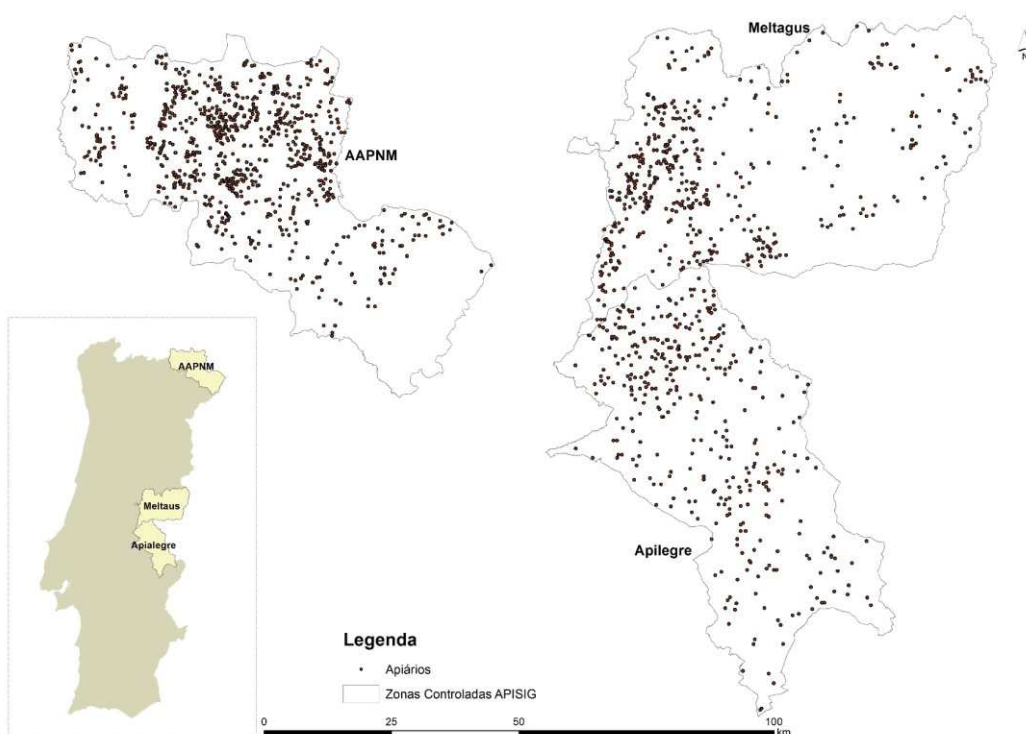 Meltagus
N
AAPNM
AAPNM
Meltaus
Apialegre
Apilegre
Legenda
Apiários
Zonas Controladas APISIG
0 25 50 100
km